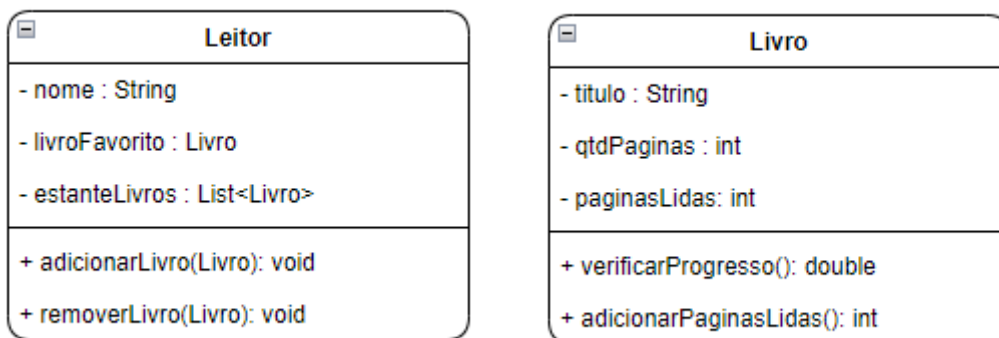 Leitor
- nome : String
- livroFavorito : Livro
- estanteLivros : List<Livro>
+ adicionarLivro(Livro): void
+ removerLivro(Livro): void
Livro
- titulo : String
- qtdPaginas : int
- paginasLidas: int
+ verificarProgresso(): double
+ adicionarPaginasLidas(): int